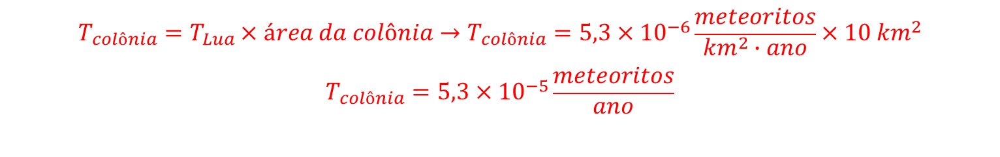 T_colônia = T_Lua × área da colônia → T_colônia = 5,3 × 10^−6 meteoritos / km² · ano × 10 km²
T_colônia = 5,3 × 10^−5 meteoritos / ano